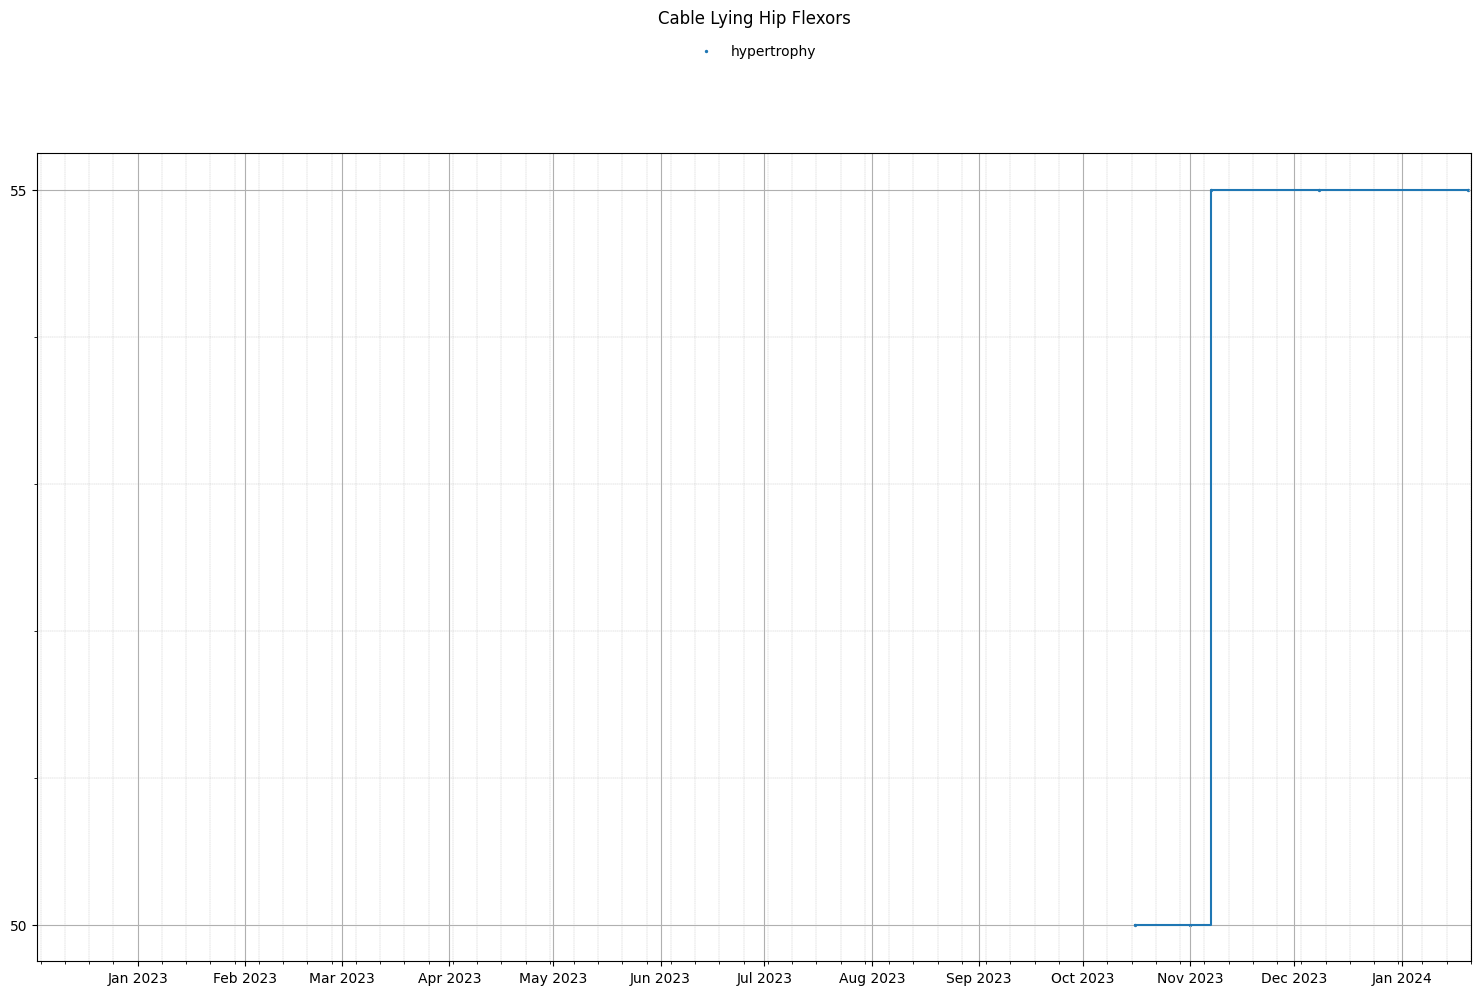 Cable Lying Hip Flexors
hypertrophy
55
50
Jan 2023
Feb 2023
Mar 2023
Apr 2023
May 2023
Jun 2023
Jul 2023
Aug 2023
Sep 2023
Oct 2023
Nov 2023
Dec 2023
Jan 2024